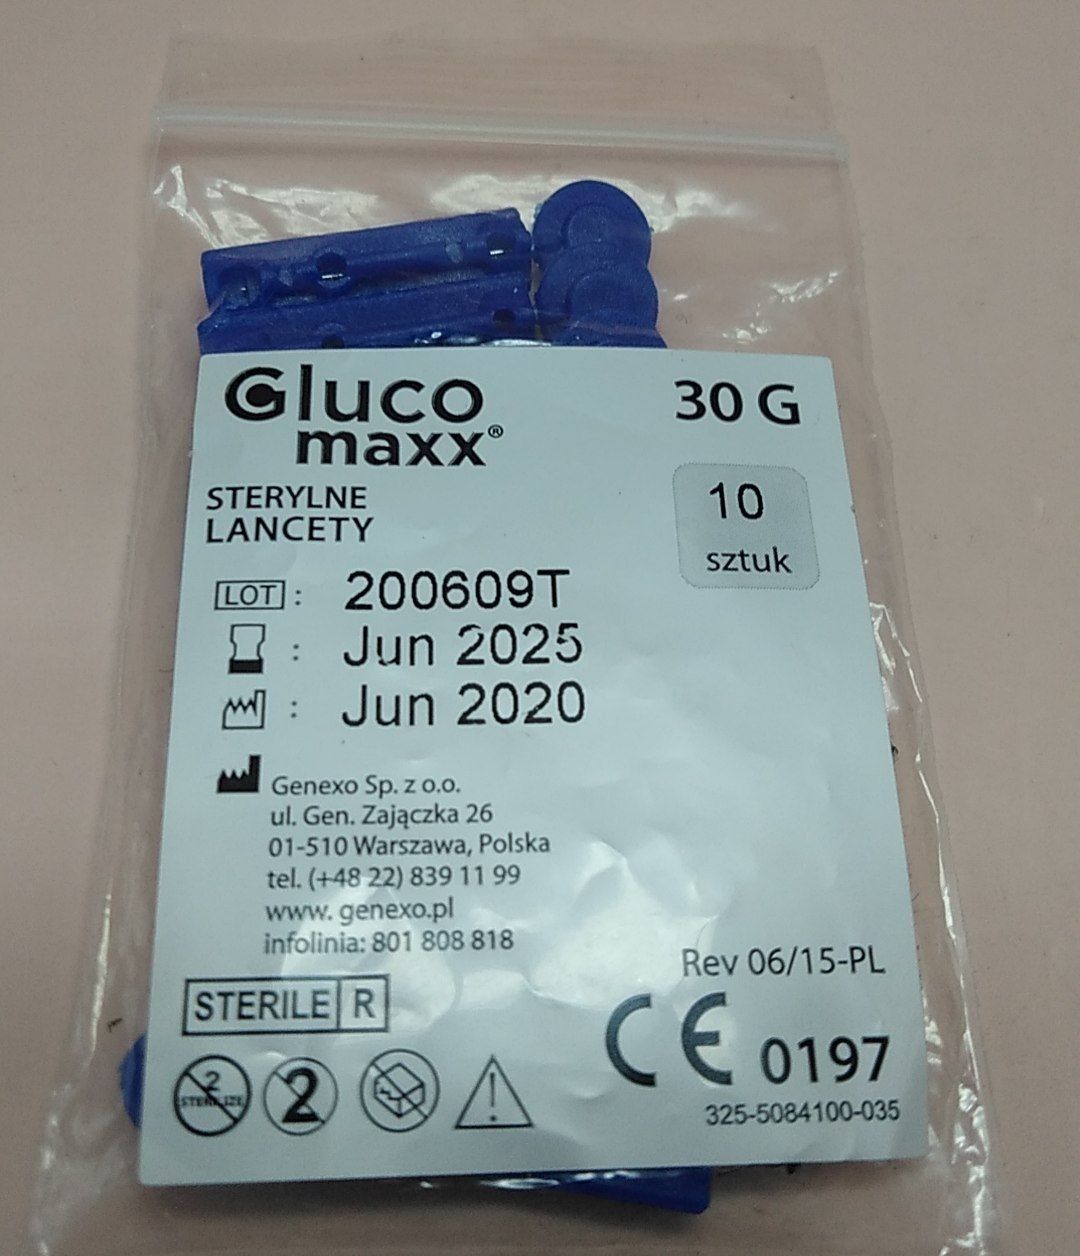 Gluco
maxx®
30 G
STERYLNE
LANCETY
10
sztuk
LOT : 200609T
: Jun 2025
: Jun 2020
Genexo Sp. z o.o.
ul. Gen. Zajączka 26
01-510 Warszawa, Polska
tel. (+48 22) 839 11 99
www. genexo.pl
infolinia: 801 808 818
Rev 06/15-PL
STERILE R
CE 0197
2
STERILIZE
2
325-5084100-035